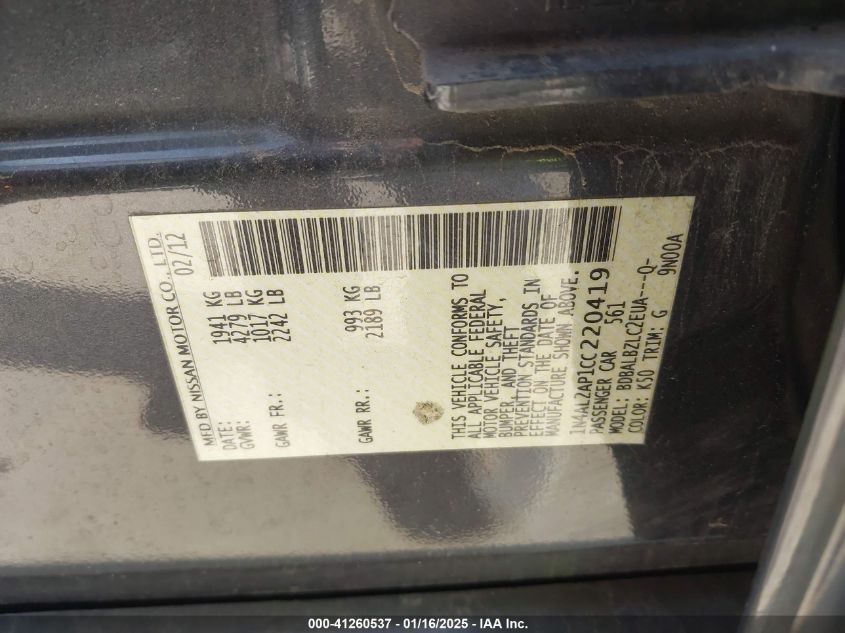 MFD BY NISSAN MOTOR CO., LTD.
DATE: 02/12
GVWR: 1941 KG
4279 LB
GAWR FR.: 1017 KG
2242 LB
GAWR RR.: 993 KG
2189 LB
THIS VEHICLE CONFORMS TO
ALL APPLICABLE FEDERAL
MOTOR VEHICLE SAFETY,
BUMPER, AND THEFT
PREVENTION STANDARDS IN
EFFECT ON THE DATE OF
MANUFACTURE SHOWN ABOVE.
1N4AL2AP1CC220419
PASSENGER CAR 561
MODEL: BDBALBZLC2EUA---Q-
COLOR: K50 TRIM: G 9N00A
000-41260537 - 01/16/2025 - IAA Inc.